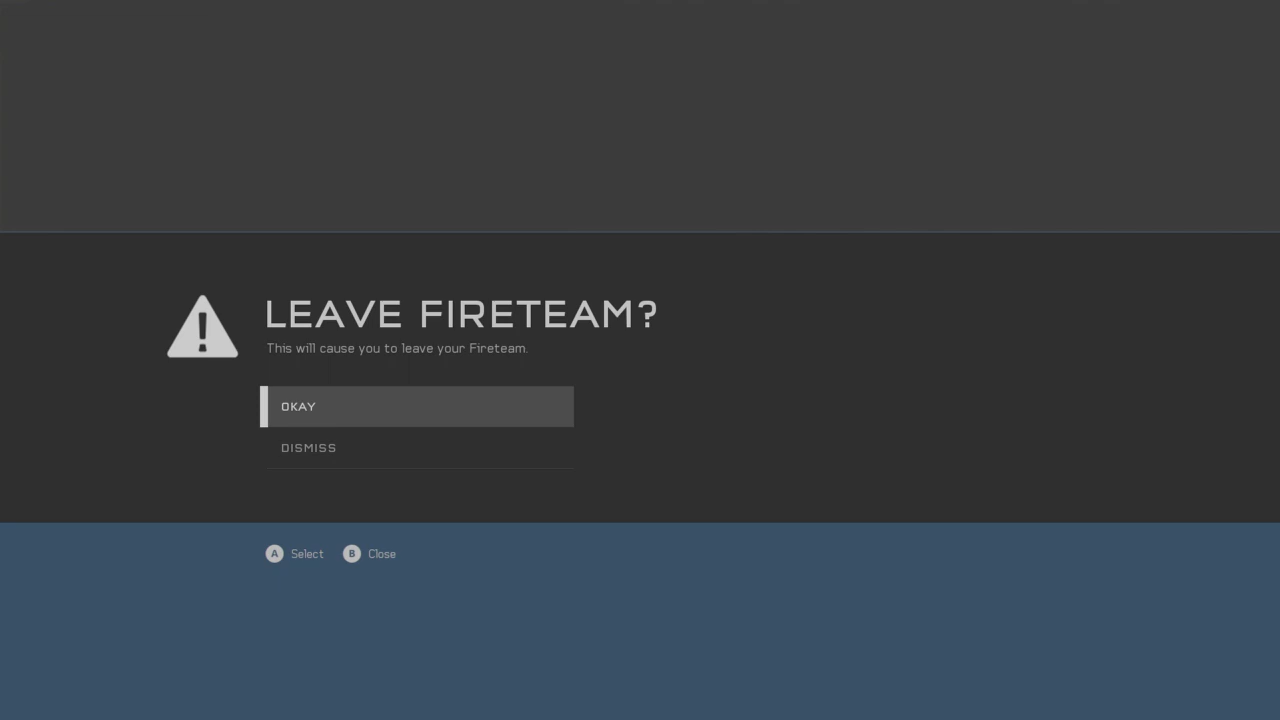 LEAVE FIRETEAM?
This will cause you to leave your Fireteam.
OKAY
DISMISS
A Select B Close